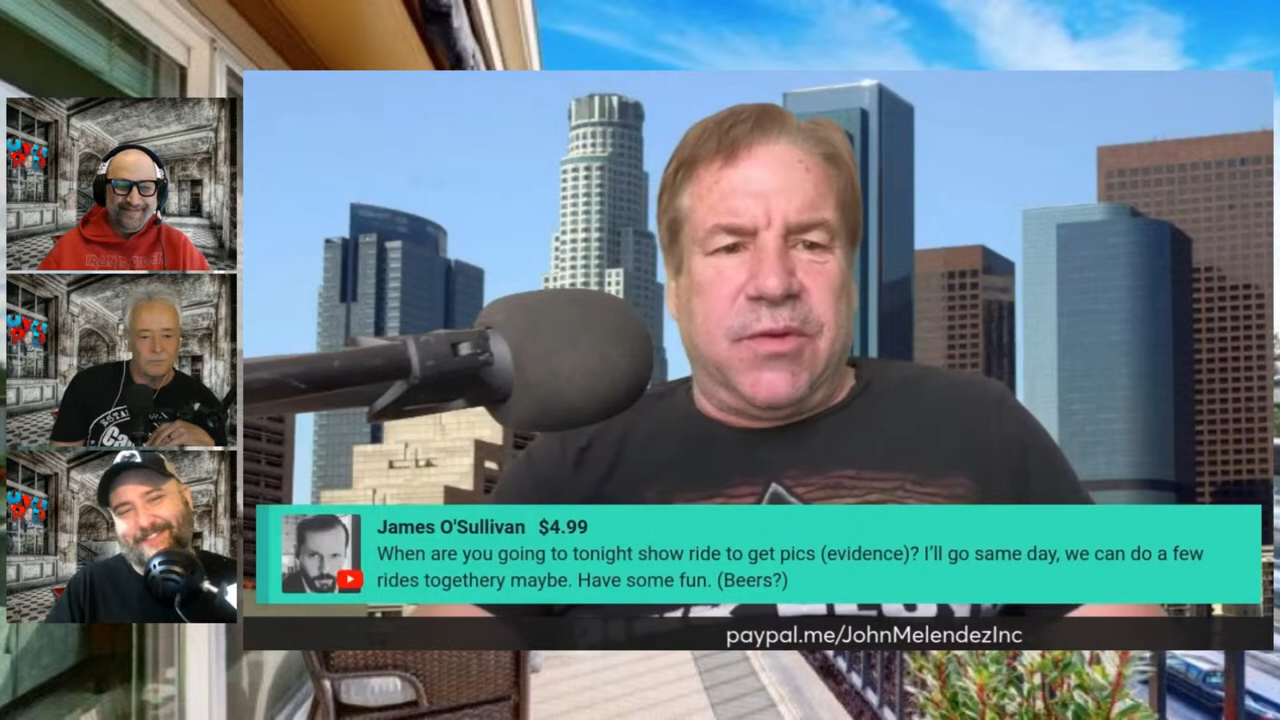 James O'Sullivan $4.99
When are you going to tonight show ride to get pics (evidence)? I'll go same day, we can do a few
rides togethery maybe. Have some fun. (Beers?)
paypal.me/JohnMelendezInc